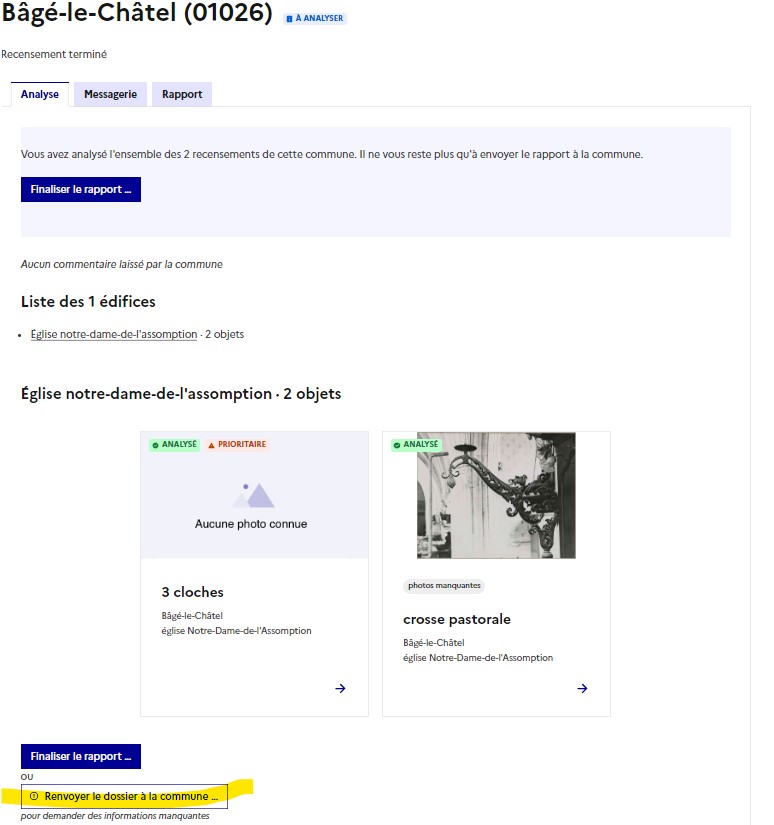 Bâgé-le-Châtel (01026) À ANALYSER
Recensement terminé
Analyse Messagerie Rapport
Vous avez analysé l'ensemble des 2 recensements de cette commune. Il ne vous reste plus qu'à envoyer le rapport à la commune.
Finaliser le rapport ...
Aucun commentaire laissé par la commune
Liste des 1 édifices
• Église notre-dame-de-l'assomption · 2 objets
Église notre-dame-de-l'assomption · 2 objets
ANALYSÉ PRIORITAIRE
Aucune photo connue
3 cloches
Bâgé-le-Châtel
église Notre-Dame-de-l'Assomption
ANALYSÉ
photos manquantes
crosse pastorale
Bâgé-le-Châtel
église Notre-Dame-de-l'Assomption
Finaliser le rapport ...
ou
Renvoyer le dossier à la commune ...
pour demander des informations manquantes